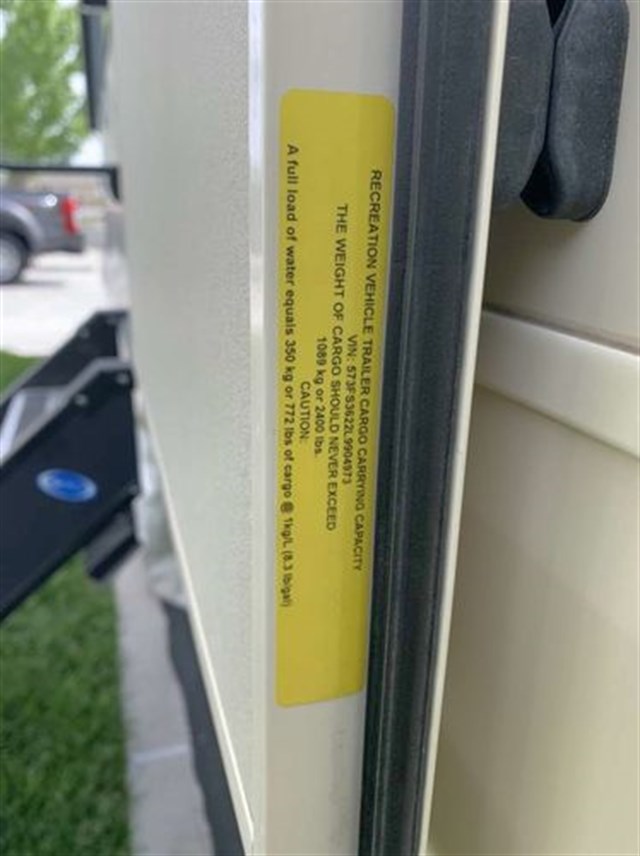 RECREATION VEHICLE TRAILER CARGO CARRYING CAPACITY
VIN: 573FS3622L9904973
THE WEIGHT OF CARGO SHOULD NEVER EXCEED
1089 kg or 2400 lbs.
CAUTION:
A full load of water equals 350 kg or 772 lbs of cargo @ 1kg/L (8.3 lb/gal)